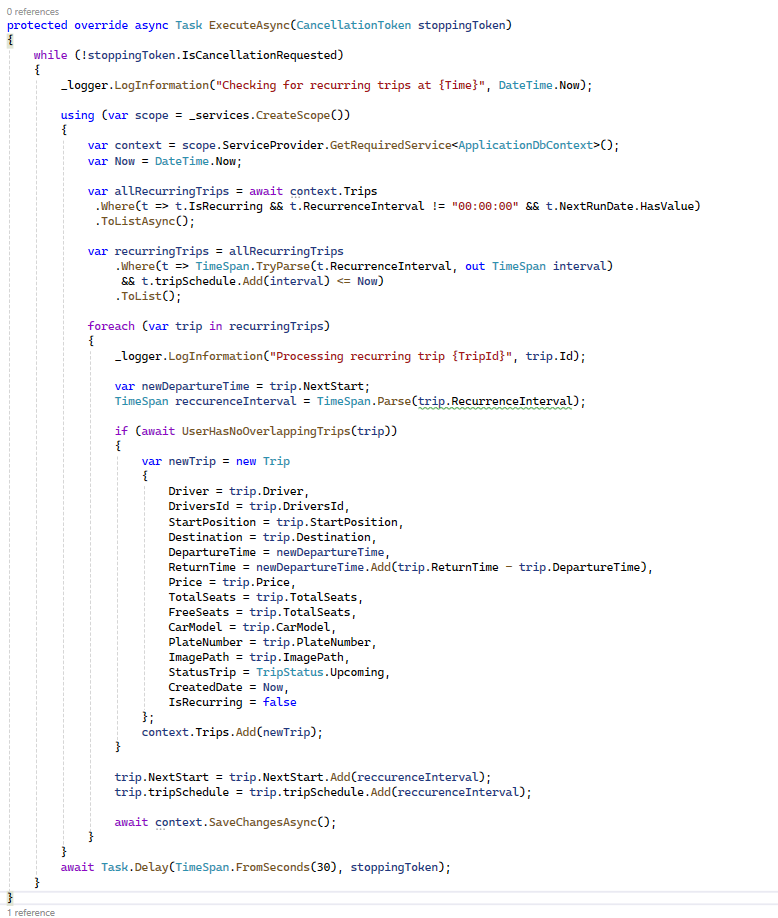 0 references
protected override async Task ExecuteAsync(CancellationToken stoppingToken)
{
while (!stoppingToken.IsCancellationRequested)
{
_logger.LogInformation("Checking for recurring trips at {Time}", DateTime.Now);
using (var scope = _services.CreateScope())
{
var context = scope.ServiceProvider.GetRequiredService<ApplicationDbContext>();
var Now = DateTime.Now;
var allRecurringTrips = await context.Trips
.Where(t => t.IsRecurring && t.RecurrenceInterval != "00:00:00" && t.NextRunDate.HasValue)
.ToListAsync();
var recurringTrips = allRecurringTrips
.Where(t => TimeSpan.TryParse(t.RecurrenceInterval, out TimeSpan interval)
&& t.tripSchedule.Add(interval) <= Now)
.ToList();
foreach (var trip in recurringTrips)
{
_logger.LogInformation("Processing recurring trip {TripId}", trip.Id);
var newDepartureTime = trip.NextStart;
TimeSpan reccurenceInterval = TimeSpan.Parse(trip.RecurrenceInterval);
if (await UserHasNoOverlappingTrips(trip))
{
var newTrip = new Trip
{
Driver = trip.Driver,
DriversId = trip.DriversId,
StartPosition = trip.StartPosition,
Destination = trip.Destination,
DepartureTime = newDepartureTime,
ReturnTime = newDepartureTime.Add(trip.ReturnTime - trip.DepartureTime),
Price = trip.Price,
TotalSeats = trip.TotalSeats,
FreeSeats = trip.TotalSeats,
CarModel = trip.CarModel,
PlateNumber = trip.PlateNumber,
ImagePath = trip.ImagePath,
StatusTrip = TripStatus.Upcoming,
CreatedDate = Now,
IsRecurring = false
};
context.Trips.Add(newTrip);
}
trip.NextStart = trip.NextStart.Add(reccurenceInterval);
trip.tripSchedule = trip.tripSchedule.Add(reccurenceInterval);
await context.SaveChangesAsync();
}
}
await Task.Delay(TimeSpan.FromSeconds(30), stoppingToken);
}
}
1 reference